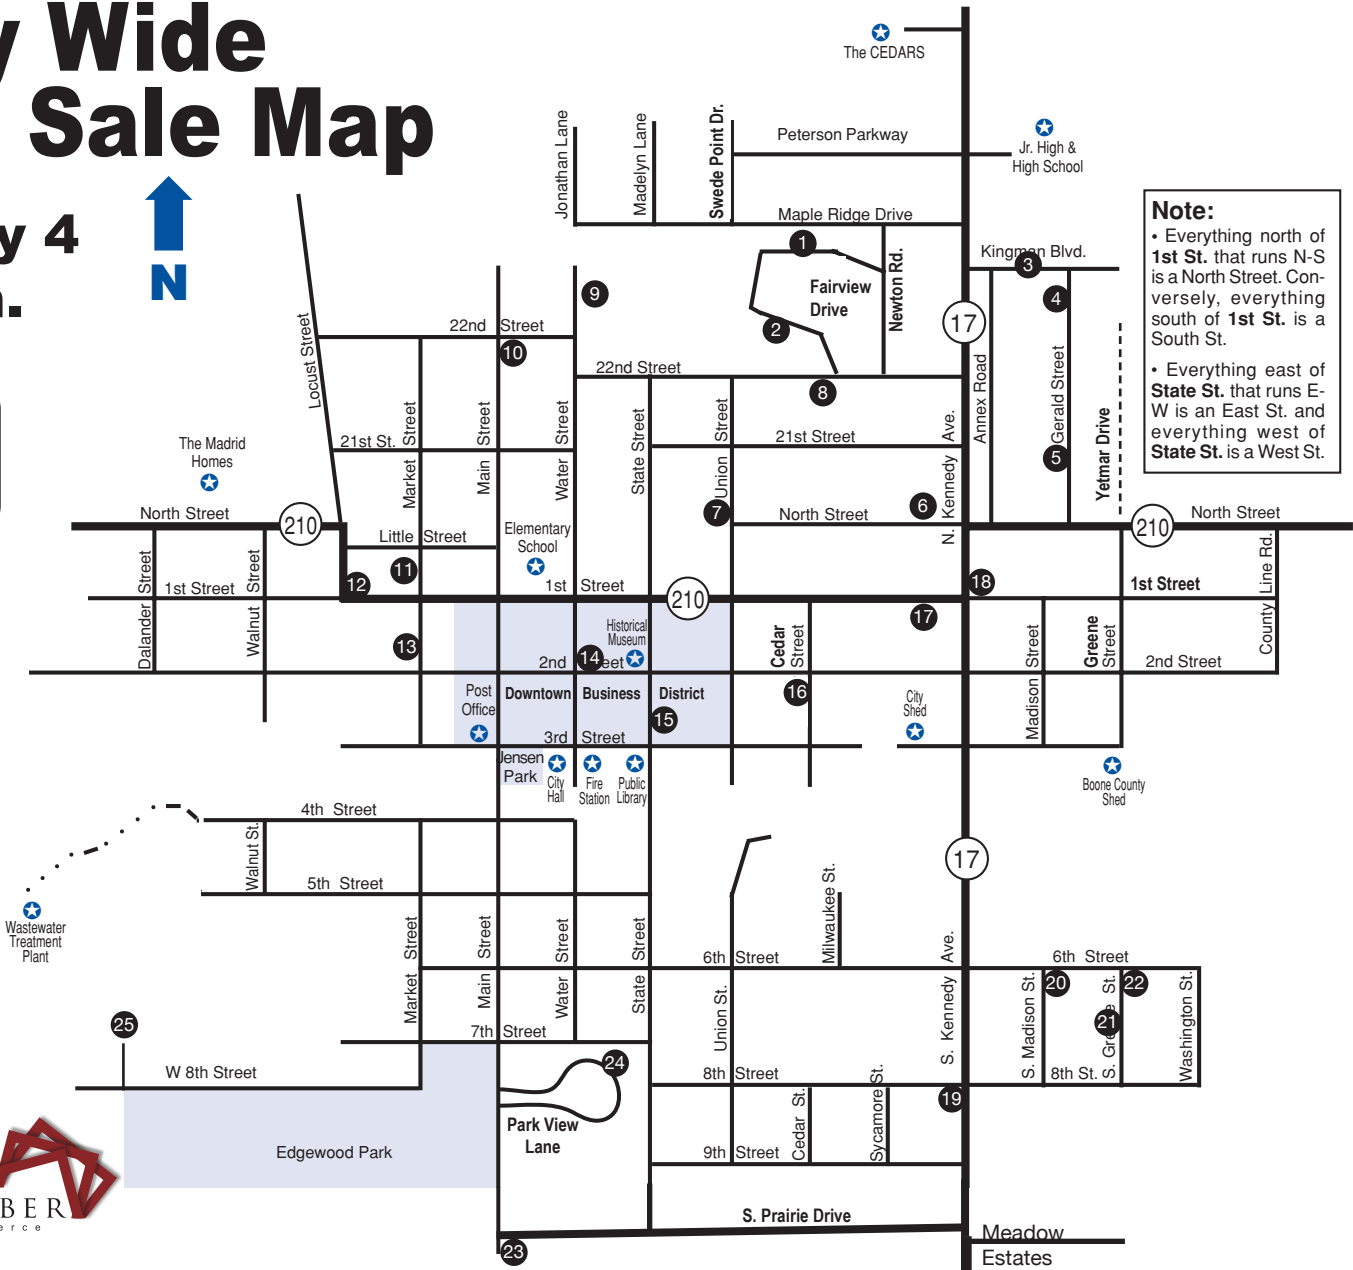 Wide
Sale Map
y 4
N
The CEDARS
Peterson Parkway
Jr. High &
High School
Jonathan Lane
Madelyn Lane
Swede Point Dr.
Maple Ridge Drive
Note:
• Everything north of
1st St. that runs N-S
is a North Street. Con-
versely, everything
south of 1st St. is a
South St.
• Everything east of
State St. that runs E-
W is an East St. and
everything west of
State St. is a West St.
1
Kingman Blvd.
3
Fairview
Drive
Newton Rd.
9
4
2
17
Locust Street
22nd Street
10
22nd Street
8
Annex Road
Gerald Street
Yetmar Drive
21st St.
Market Street
Main Street
Water Street
State Street
Union Street
21st Street
N. Kennedy Ave.
5
The Madrid
Homes
North Street
210
7
6
North Street
210
North Street
Little Street
Elementary
School
11
12
1st Street
Dalander Street
Walnut Street
1st Street
210
18
1st Street
County Line Rd.
17
13
Historical
Museum
2nd
14
eet
Cedar
Street
Madison Street
Greene
Street
2nd Street
Post
Office
Downtown Business District
15
16
City
Shed
3rd Street
Jensen
Park
City
Hall
Fire
Station
Public
Library
Boone County
Shed
4th Street
Walnut St.
5th Street
17
Wastewater
Treatment
Plant
Market Street
Main Street
Water Street
State Street
Milwaukee St.
6th Street
S. Kennedy Ave.
6th Street
Union St.
S. Madison St.
20
S. Gre e St.
21
22
Washington St.
25
7th Street
24
W 8th Street
8th Street
8th St.
Park View
Lane
Cedar St.
Sycamore St.
19
Edgewood Park
9th Street
BER
erce
S. Prairie Drive
23
Meadow
Estates